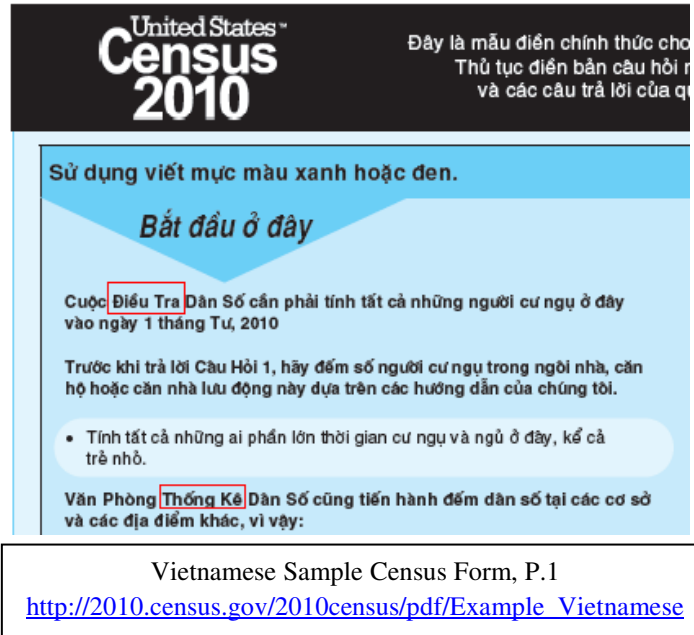 United States™
Census
2010
Đây là mẫu điền chính thức cho
Thủ tục điền bản câu hỏi
và các câu trả lời của
Sử dụng viết mực màu xanh hoặc đen.
Bắt đầu ở đây
Cuộc Điều Tra Dân Số cần phải tính tất cả những người cư ngụ ở đây
vào ngày 1 tháng Tư, 2010
Trước khi trả lời Câu Hỏi 1, hãy đếm số người cư ngụ trong ngôi nhà, căn
hộ hoặc căn nhà lưu động này dựa trên các hướng dẫn của chúng tôi.
• Tính tất cả những ai phần lớn thời gian cư ngụ và ngủ ở đây, kể cả
trẻ nhỏ.
Văn Phòng Thống Kê Dân Số cũng tiến hành đếm dân số tại các cơ sở
và các địa điểm khác, vì vậy:
Vietnamese Sample Census Form, P.1
http://2010.census.gov/2010census/pdf/Example_Vietnamese